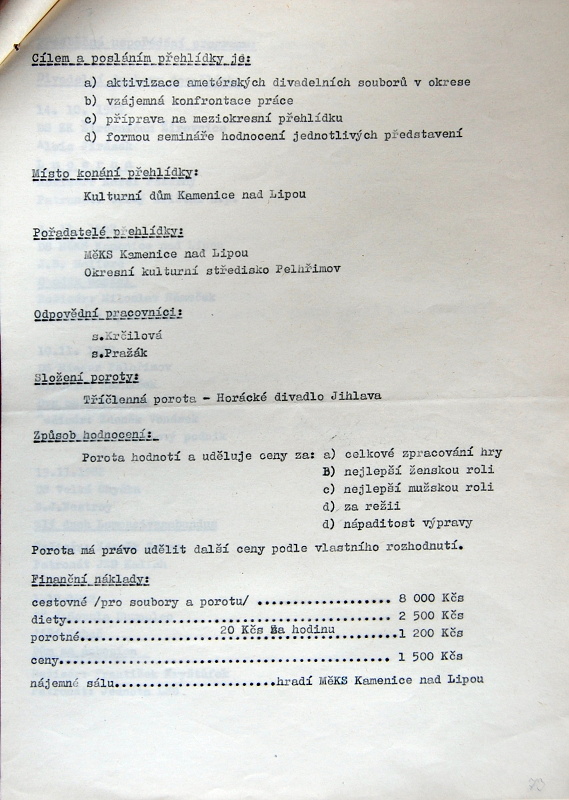 Cílem a posláním přehlídky je:
a) aktivizace ametérských divadelních souborů v okrese
b) vzájemná konfrontace práce
c) příprava na meziokresní přehlídku
d) formou semináře hodnocení jednotlivých představení
Místo konání přehlídky:
Kulturní dům Kamenice nad Lipou
Pořadatelé přehlídky:
MěKS Kamenice nad Lipou
Okresní kulturní středisko Pelhřimov
Odpovědní pracovníci:
s.Krčilová
s.Pražák
Složení poroty:
Tříčlenná porota - Horácké divadlo Jihlava
Způsob hodnocení:
Porota hodnotí a uděluje ceny za: a) celkové zpracování hry
B) nejlepší ženskou roli
c) nejlepší mužskou roli
d) za režii
d) nápaditost výpravy
Porota má právo udělit další ceny podle vlastního rozhodnutí.
Finanční náklady:
cestovné /pro soubory a porotu/ .................... 8 000 Kčs
diety................................................ 2 500 Kčs
porotné.................20 Kčs za hodinu.........1 200 Kčs
ceny................................................. 1 500 Kčs
nájemné sálu........................hradí MěKS Kamenice nad Lipou